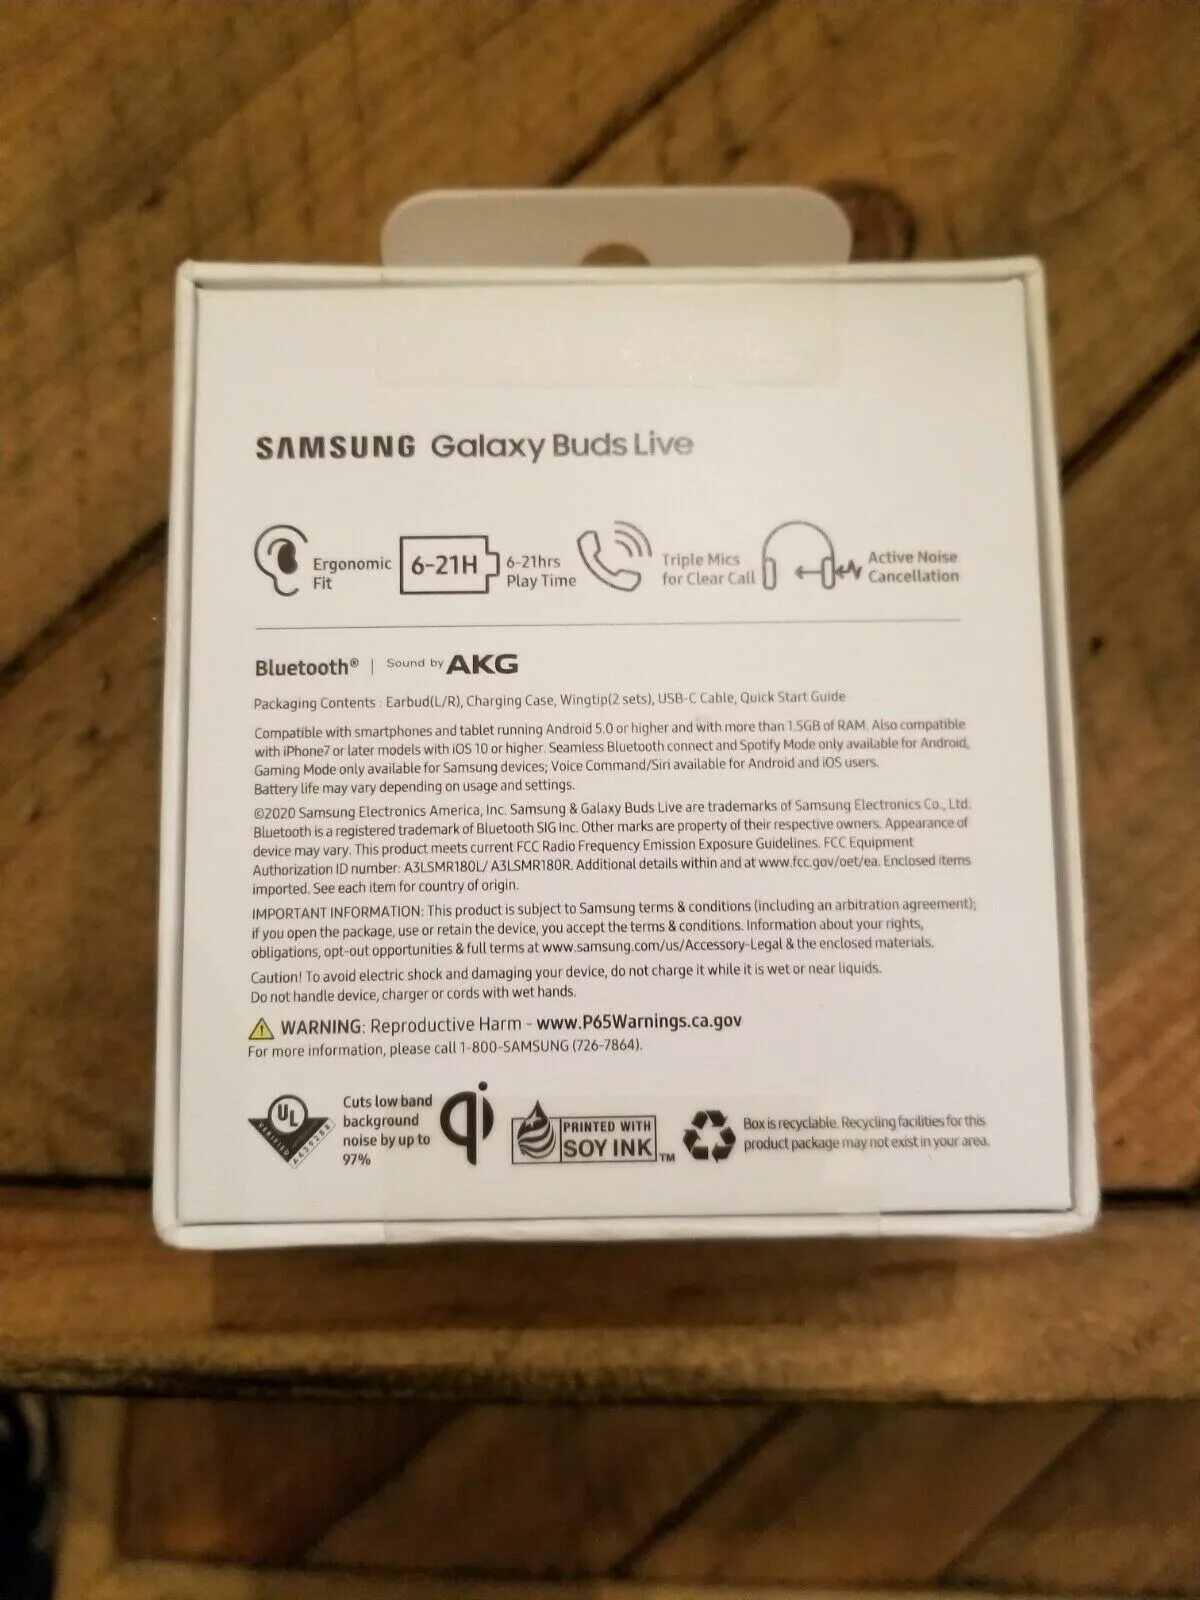 SAMSUNG Galaxy Buds Live
Ergonomic
Fit
6-21H
6-21hrs
Play Time
Triple Mics
for Clear Call
Active Noise
Cancellation
Bluetooth® | Sound by AKG
Packaging Contents : Earbud(L/R), Charging Case, Wingtip(2 sets), USB-C Cable, Quick Start Guide
Compatible with smartphones and tablet running Android 5.0 or higher and with more than 1.5GB of RAM. Also compatible
with iPhone7 or later models with iOS 10 or higher. Seamless Bluetooth connect and Spotify Mode only available for Android,
Gaming Mode only available for Samsung devices; Voice Command/Siri available for Android and iOS users.
Battery life may vary depending on usage and settings.
©2020 Samsung Electronics America, Inc. Samsung & Galaxy Buds Live are trademarks of Samsung Electronics Co., Ltd.
Bluetooth is a registered trademark of Bluetooth SIG Inc. Other marks are property of their respective owners. Appearance of
device may vary. This product meets current FCC Radio Frequency Emission Exposure Guidelines. FCC Equipment
Authorization ID number: A3LSMR180L/ A3LSMR180R. Additional details within and at www.fcc.gov/oet/ea. Enclosed items
imported. See each item for country of origin.
IMPORTANT INFORMATION: This product is subject to Samsung terms & conditions (including an arbitration agreement);
if you open the package, use or retain the device, you accept the terms & conditions. Information about your rights,
obligations, opt-out opportunities & full terms at www.samsung.com/us/Accessory-Legal & the enclosed materials.
Caution! To avoid electric shock and damaging your device, do not charge it while it is wet or near liquids.
Do not handle device, charger or cords with wet hands.
WARNING: Reproductive Harm - www.P65Warnings.ca.gov
For more information, please call 1-800-SAMSUNG (726-7864).
UL
VERIFIED
A439288
Cuts low band
background
noise by up to
97%
qi
PRINTED WITH
SOY INK™
Box is recyclable. Recycling facilities for this
product package may not exist in your area.